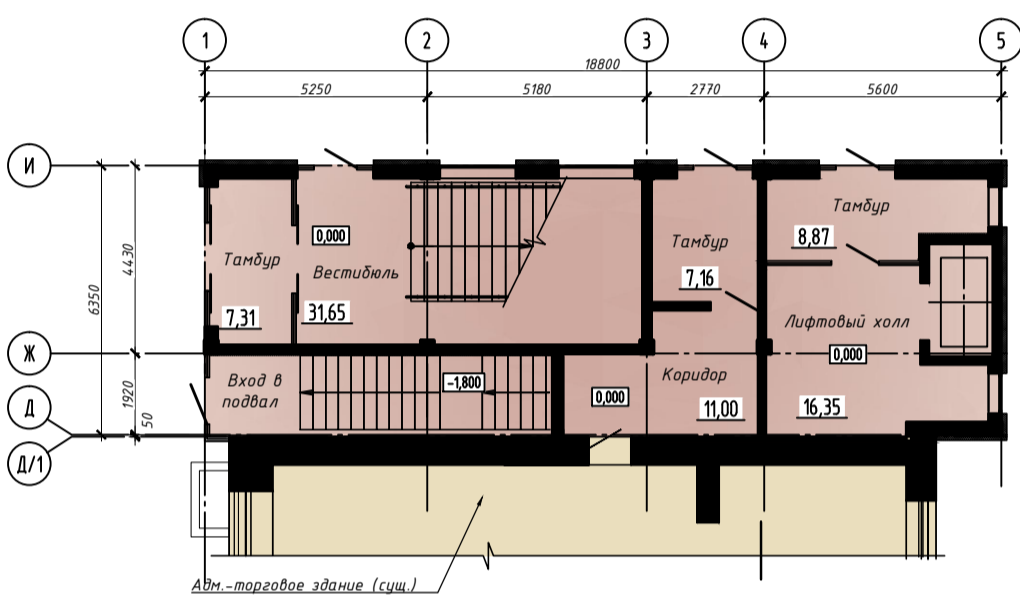 1 2 3 4 5
18800
5250 5180 2770 5600
И
Ж
Д
Д/1
6350
4430
1920
50
Тамбур
7,31
0,000
Вестибюль
31,65
Тамбур
7,16
Тамбур
8,87
Лифтовый холл
0,000
16,35
Вход в
подвал
-1,800
Коридор
0,000
11,00
Адм.-торговое здание (сущ.)